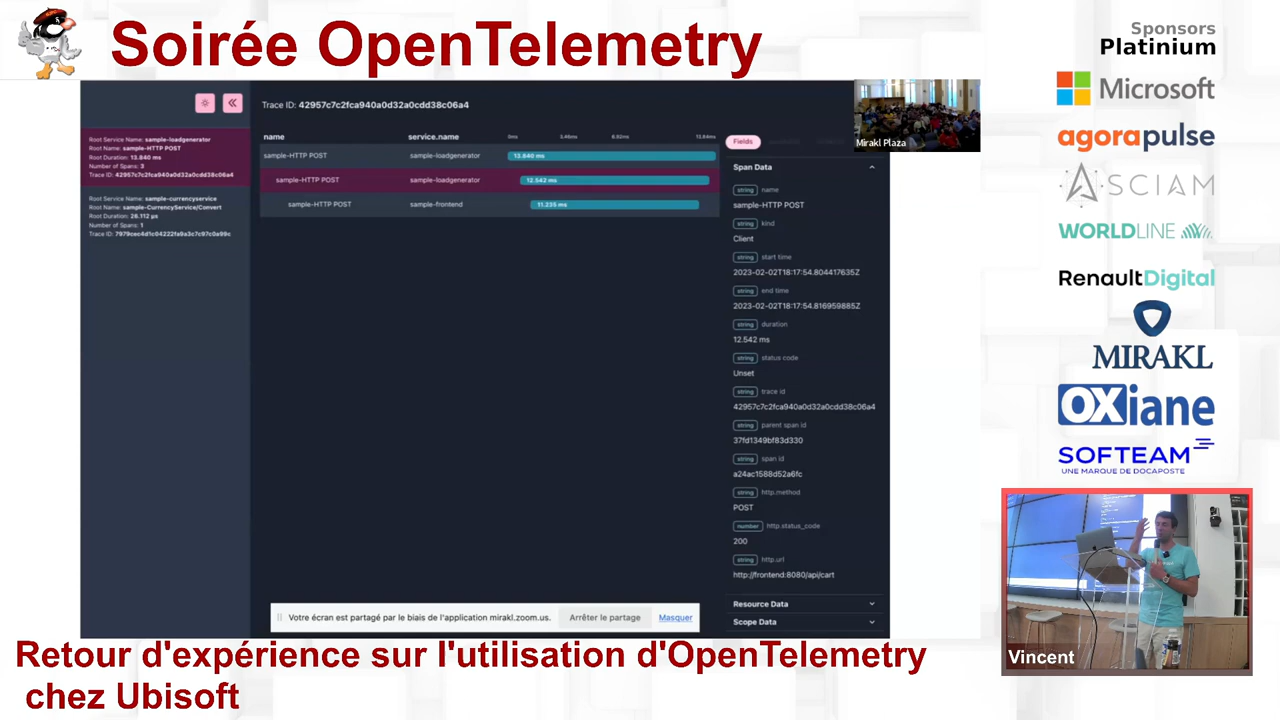 Soirée OpenTelemetry
Sponsors
Platinium
Microsoft
agorapulse
ASCIAM
WORLDLINE
RenaultDigital
MIRAKL
OXiane
SOFTEAM
UNE MARQUE DE DOCAPOSTE
Trace ID: 42957c7c2fca940a0d32a0cdd38c06a4
Mirakl Plaza
Root Service Name: sample-loadgenerator
Root Name: sample-HTTP POST
Root Duration: 13.840 ms
Number of Spans: 3
Trace ID: 42957c7c2fca940a0d32a0cdd38c06a4
Root Service Name: sample-currencyservice
Root Name: sample-CurrencyService/Convert
Root Duration: 28.112 µs
Number of Spans: 1
name service.name 0ms
sample-HTTP POST sample-loadgenerator 13.840 ms
sample-HTTP POST sample-loadgenerator 12.542 ms
sample-HTTP POST sample-frontend 11.235 ms
Fields
Span Data
string name
sample-HTTP POST
string kind
Client
string start time
2023-02-02T18:17:54.804417635Z
string end time
2023-02-02T18:17:54.816959885Z
string duration
12.542 ms
string status code
Unset
string trace id
42957c7c2fca940a0d32a0cdd38c06a4
string parent span id
37fd1349bf83d330
string span id
a24ac1588d52a6fc
string http.method
POST
number http.status_code
200
string http.url
http://frontend:8080/api/cart
Resource Data
Scope Data
Votre écran est partagé par le biais de l'application mirakl.zoom.us. Arrêter le partage Masquer
Vincent
Retour d'expérience sur l'utilisation d'OpenTelemetry
chez Ubisoft